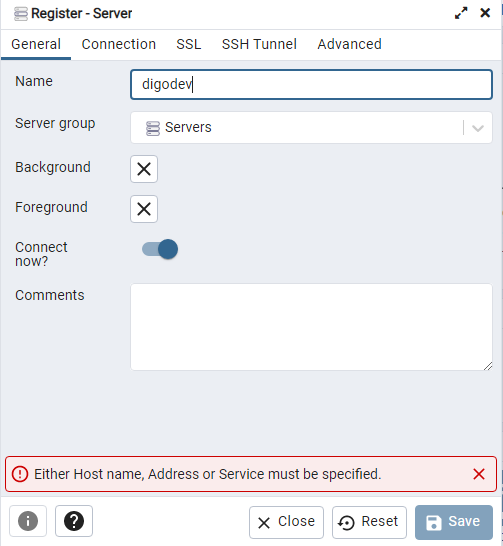 Register - Server
General Connection SSL SSH Tunnel Advanced
Name digodev
Server group Servers
Background
Foreground
Connect
now?
Comments
Either Host name, Address or Service must be specified.
Close Reset Save